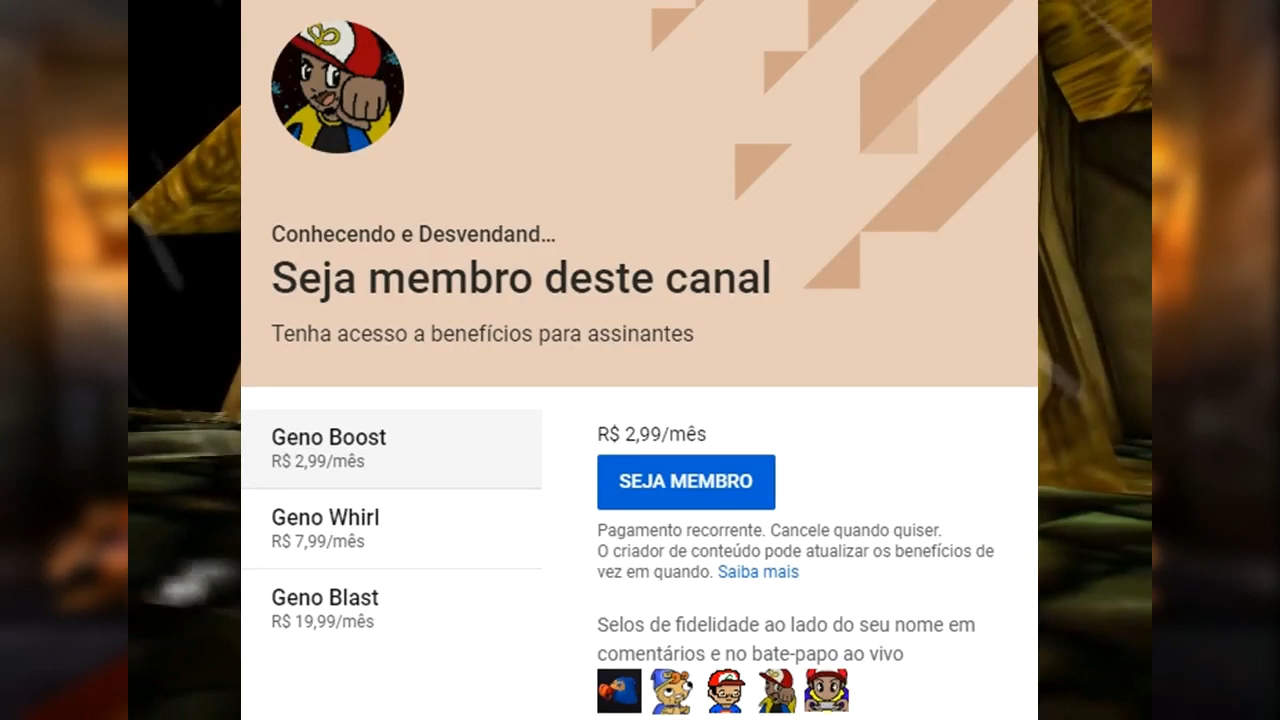 Conhecendo e Desvendand...
Seja membro deste canal
Tenha acesso a benefícios para assinantes
Geno Boost
R$ 2,99/mês
Geno Whirl
R$ 7,99/mês
Geno Blast
R$ 19,99/mês
R$ 2,99/mês
SEJA MEMBRO
Pagamento recorrente. Cancele quando quiser.
O criador de conteúdo pode atualizar os benefícios de
vez em quando. Saiba mais
Selos de fidelidade ao lado do seu nome em
comentários e no bate-papo ao vivo